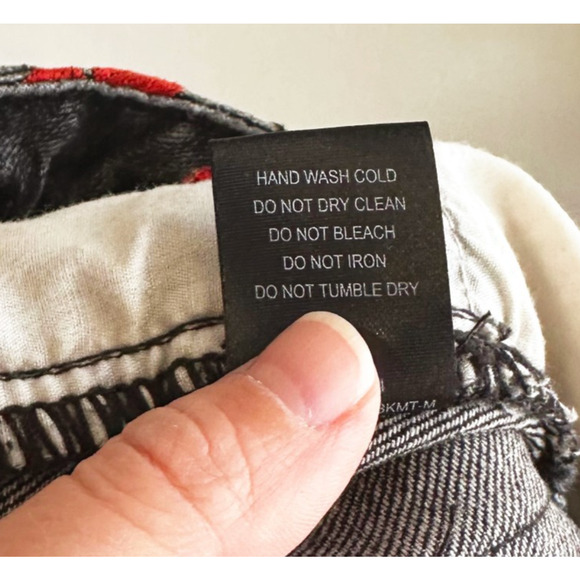 HAND WASH COLD
DO NOT DRY CLEAN
DO NOT BLEACH
DO NOT IRON
DO NOT TUMBLE DRY